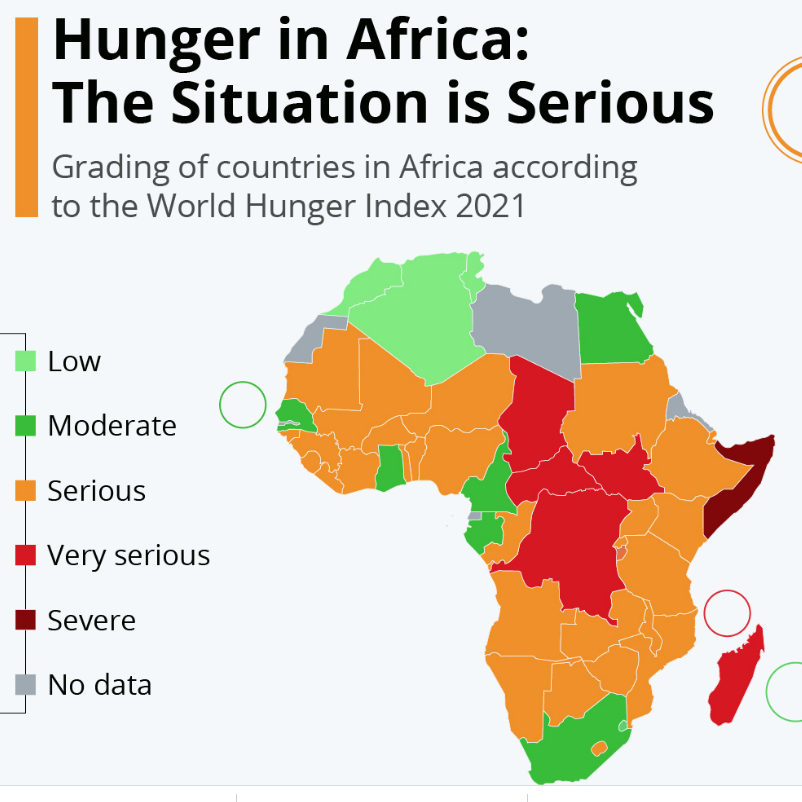 Hunger in Africa:
The Situation is Serious
Grading of countries in Africa according
to the World Hunger Index 2021
Low
Moderate
Serious
Very serious
Severe
No data